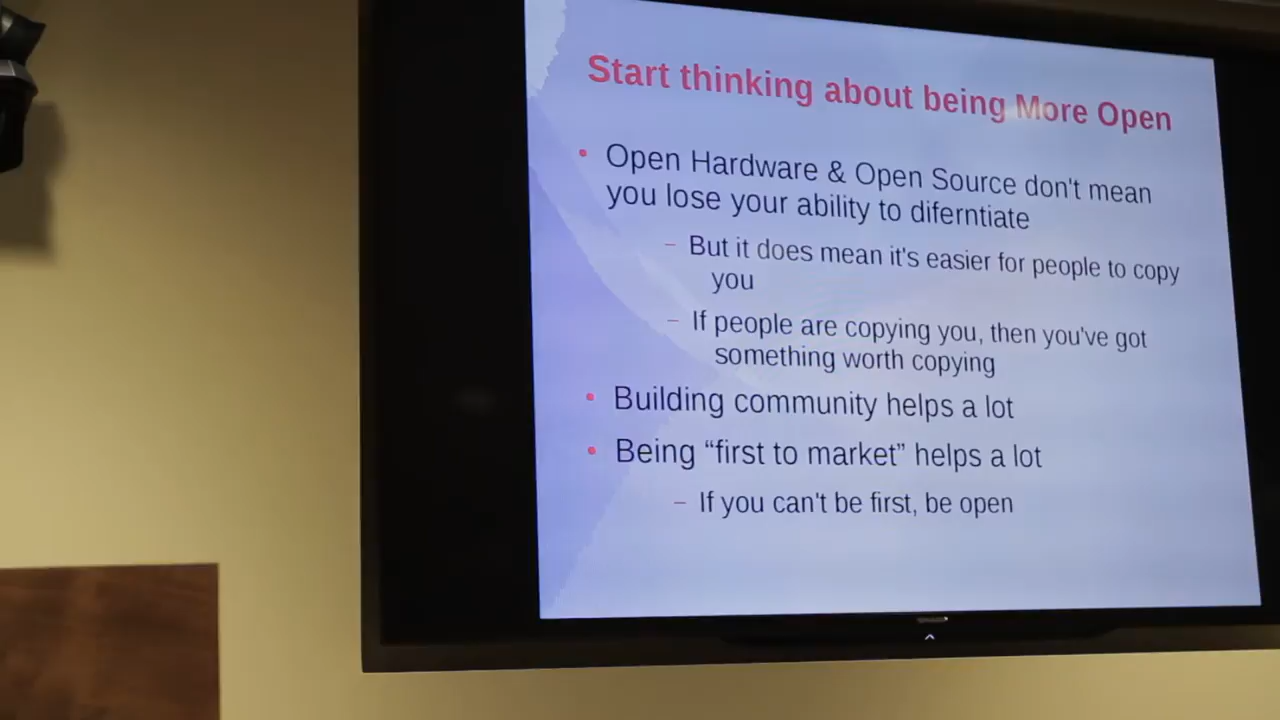 Start thinking about being More Open
• Open Hardware & Open Source don't mean
you lose your ability to diferntiate
– But it does mean it's easier for people to copy
you
– If people are copying you, then you've got
something worth copying
• Building community helps a lot
• Being “first to market” helps a lot
– If you can't be first, be open